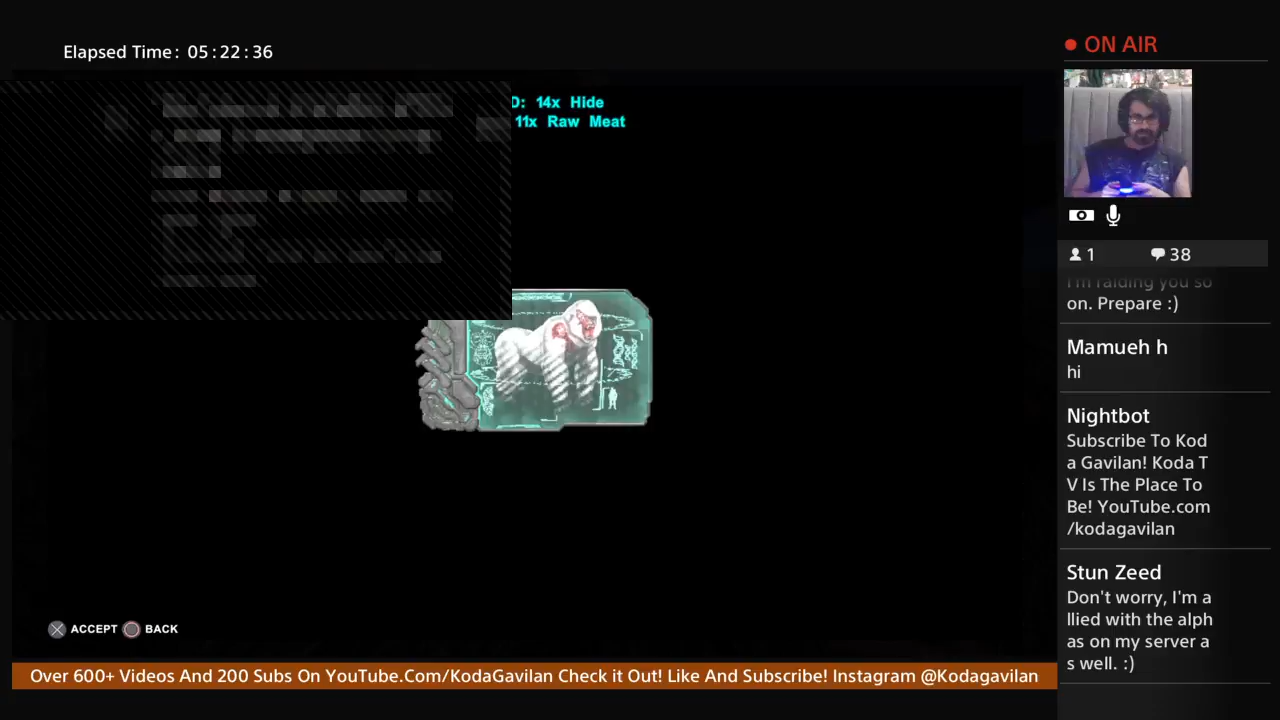 Elapsed Time: 05:22:36
ON AIR
D: 14x Hide
11x Raw Meat
1
38
I'm raiding you so
on. Prepare :)
Mamueh h
hi
Nightbot
Subscribe To Kod
a Gavilan! Koda T
V Is The Place To
Be! YouTube.com
/kodagavilan
Stun Zeed
Don't worry, I'm a
llied with the alph
as on my server a
s well. :)
ACCEPT BACK
Over 600+ Videos And 200 Subs On YouTube.Com/KodaGavilan Check it Out! Like And Subscribe! Instagram @Kodagavilan